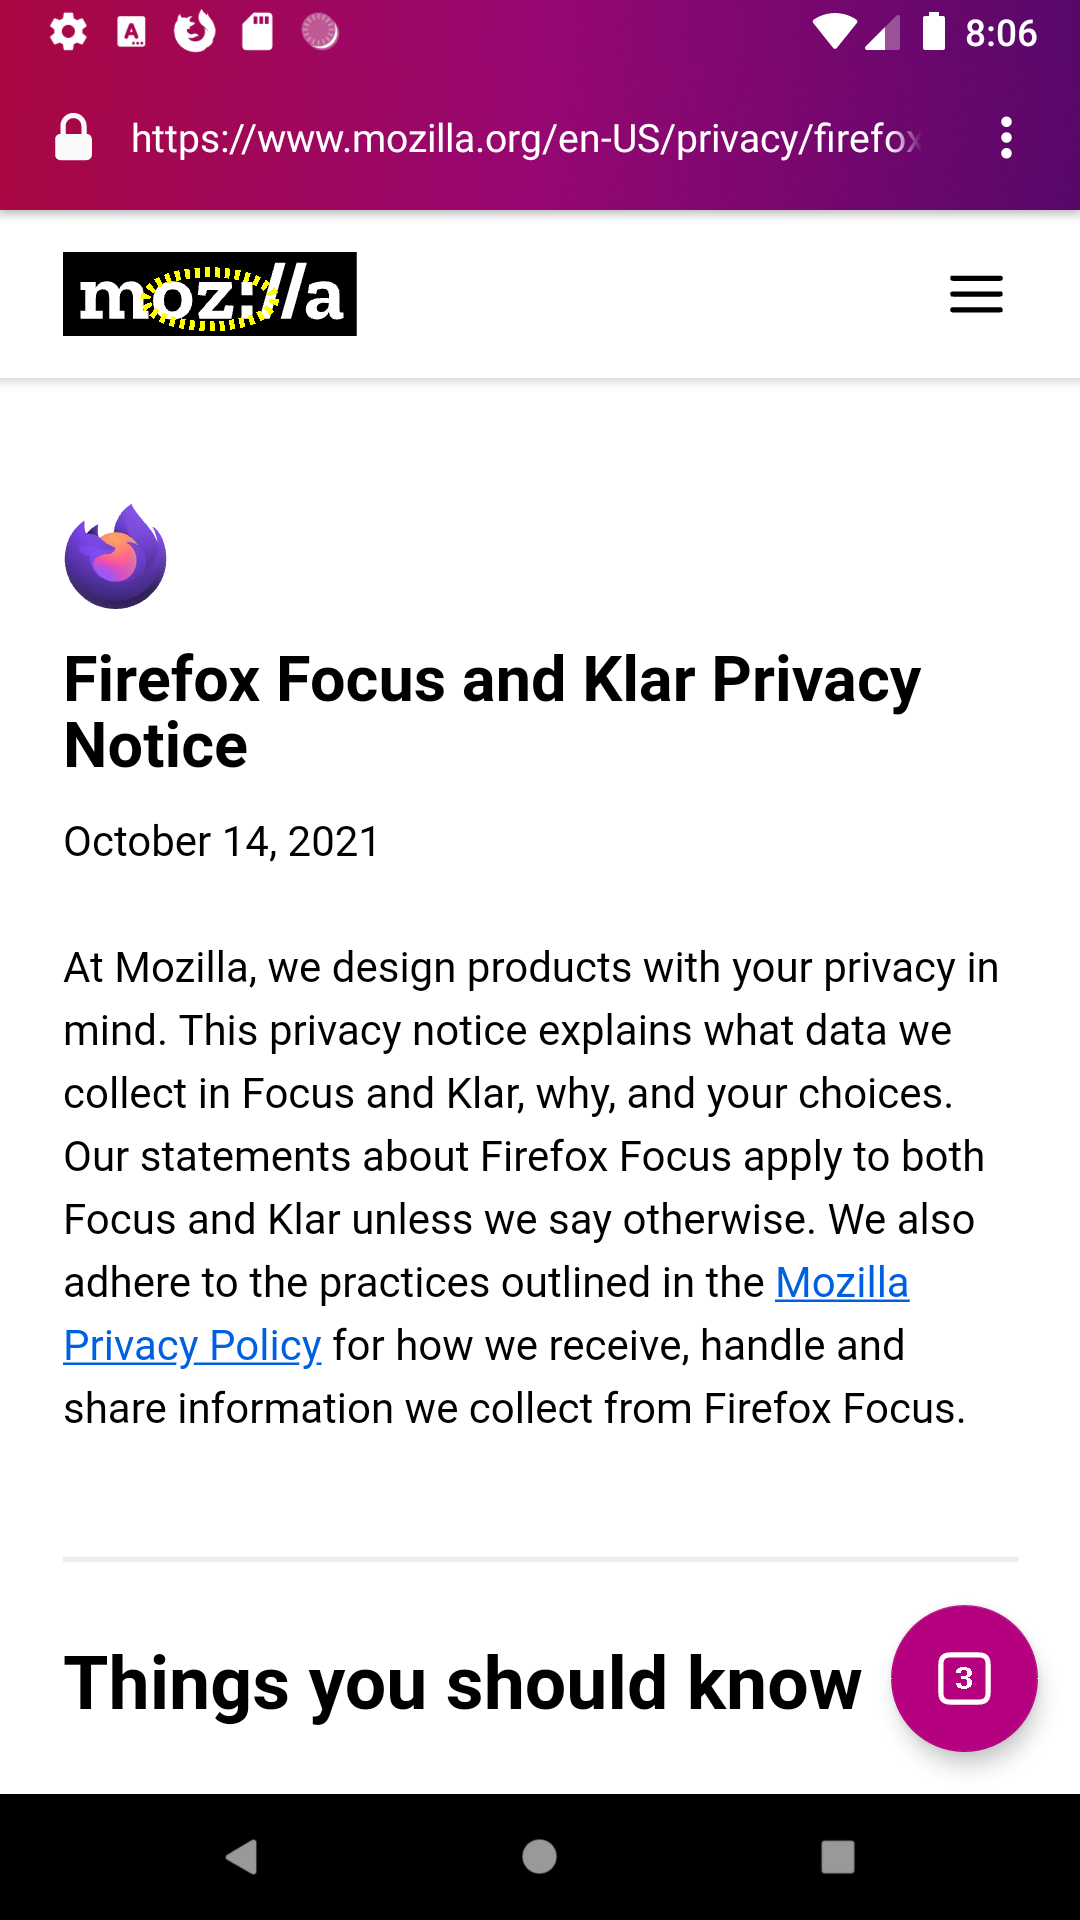 8:06
https://www.mozilla.org/en-US/privacy/firefox
moz://a
Firefox Focus and Klar Privacy
Notice
October 14, 2021
At Mozilla, we design products with your privacy in
mind. This privacy notice explains what data we
collect in Focus and Klar, why, and your choices.
Our statements about Firefox Focus apply to both
Focus and Klar unless we say otherwise. We also
adhere to the practices outlined in the Mozilla
Privacy Policy for how we receive, handle and
share information we collect from Firefox Focus.
Things you should know
3